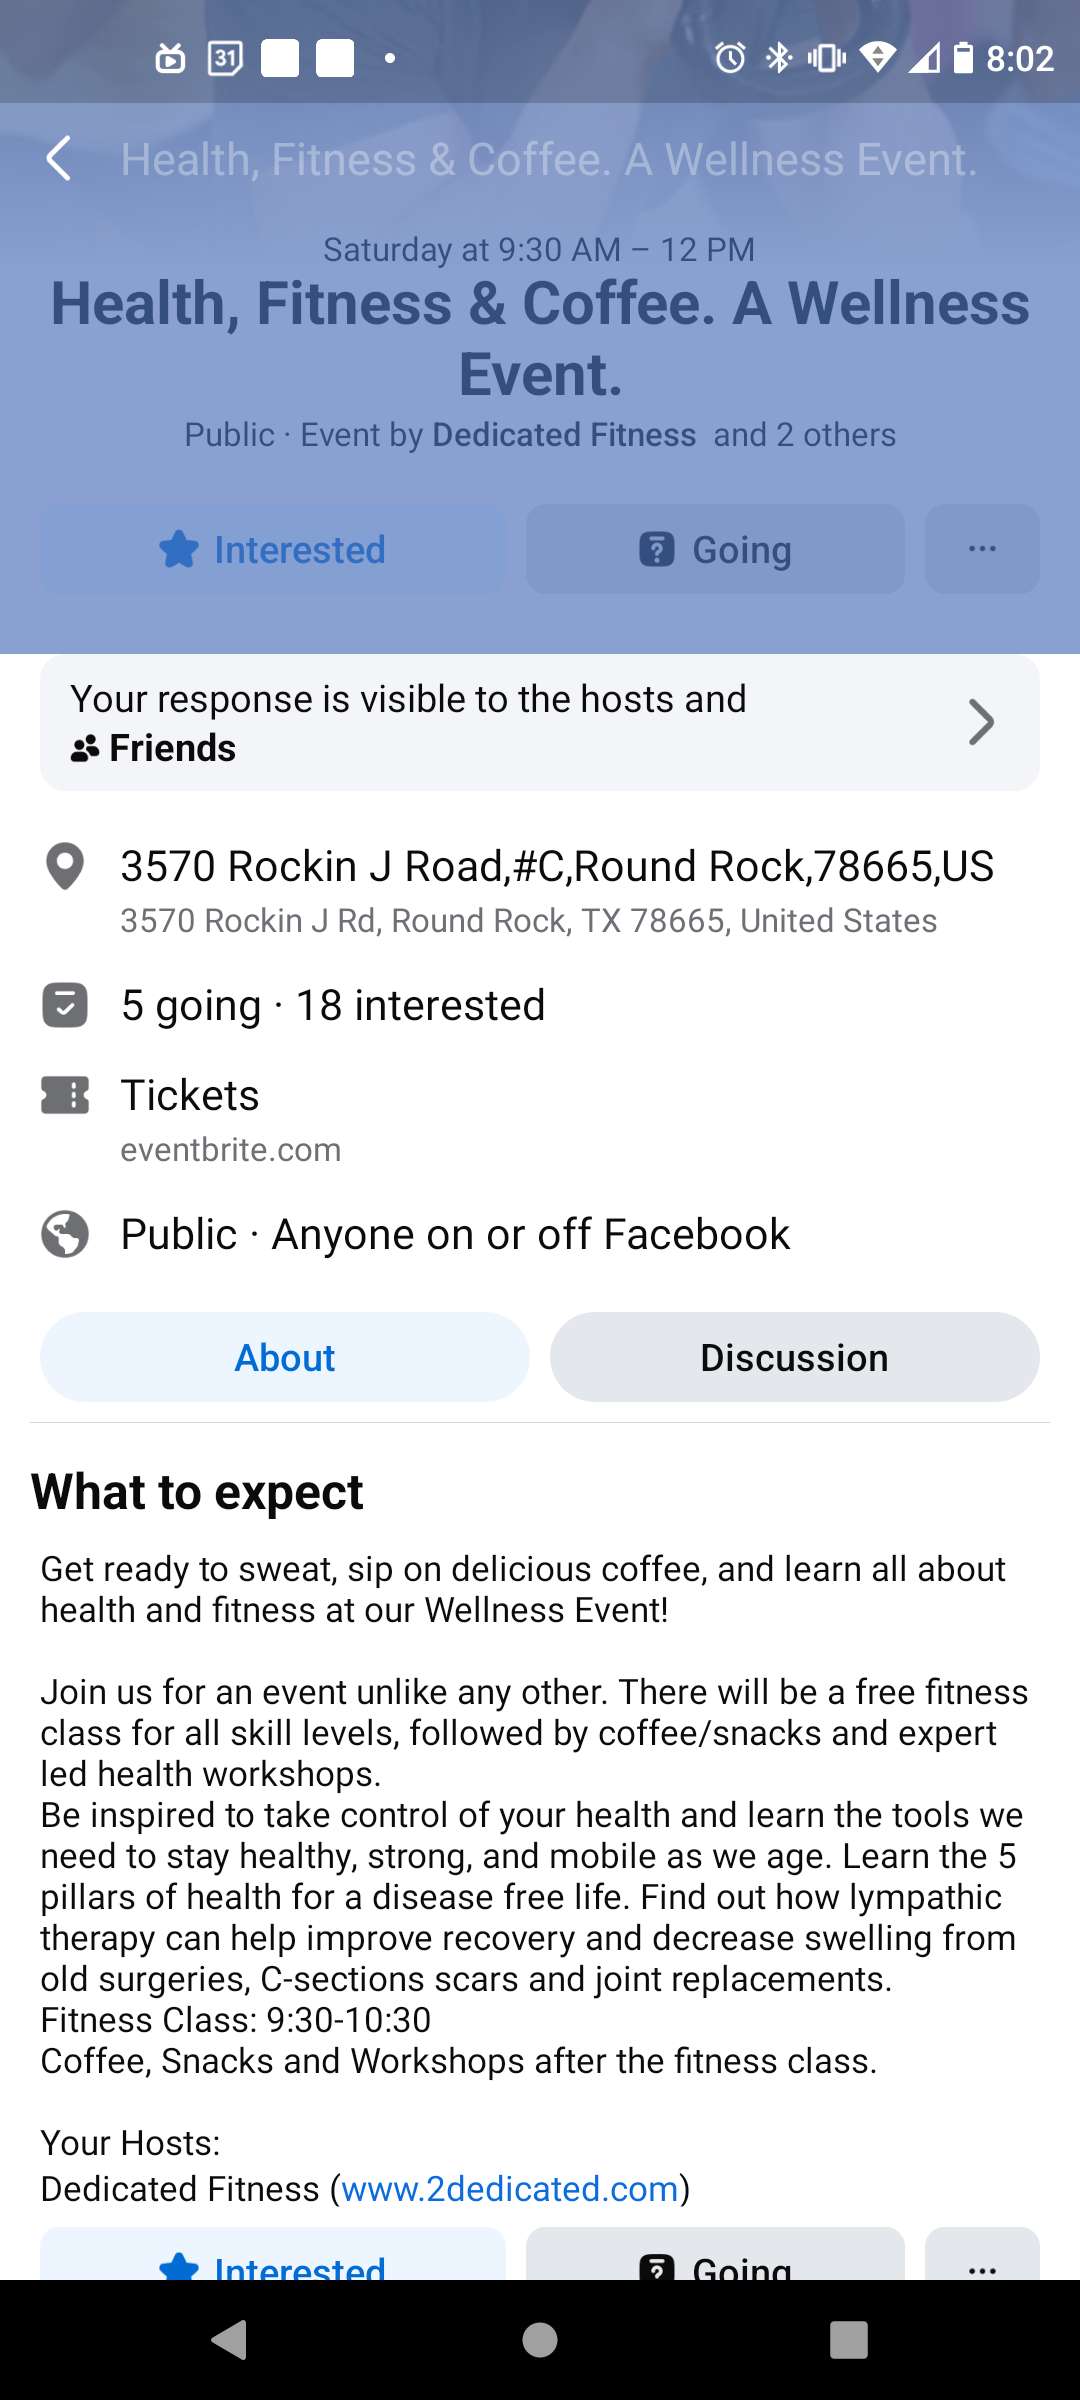 31
8:02
Health, Fitness & Coffee. A Wellness Event.
Saturday at 9:30 AM – 12 PM
Health, Fitness & Coffee. A Wellness
Event.
Public · Event by Dedicated Fitness and 2 others
Interested
Going
Your response is visible to the hosts and
Friends
3570 Rockin J Road,#C,Round Rock,78665,US
3570 Rockin J Rd, Round Rock, TX 78665, United States
5 going · 18 interested
Tickets
eventbrite.com
Public · Anyone on or off Facebook
About
Discussion
What to expect
Get ready to sweat, sip on delicious coffee, and learn all about
health and fitness at our Wellness Event!
Join us for an event unlike any other. There will be a free fitness
class for all skill levels, followed by coffee/snacks and expert
led health workshops.
Be inspired to take control of your health and learn the tools we
need to stay healthy, strong, and mobile as we age. Learn the 5
pillars of health for a disease free life. Find out how lympathic
therapy can help improve recovery and decrease swelling from
old surgeries, C-sections scars and joint replacements.
Fitness Class: 9:30-10:30
Coffee, Snacks and Workshops after the fitness class.
Your Hosts:
Dedicated Fitness (www.2dedicated.com)
Interested
Going